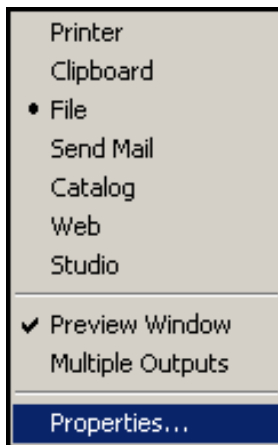 Printer
Clipboard
File
Send Mail
Catalog
Web
Studio
Preview Window
Multiple Outputs
Properties...